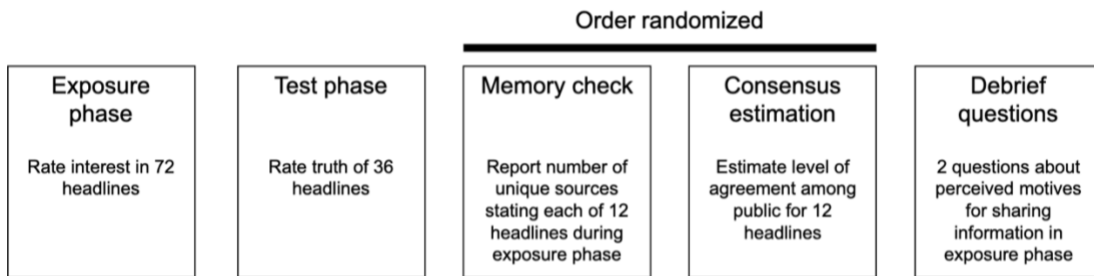 Order randomized
Exposure
phase
Rate interest in 72
headlines
Test phase
Rate truth of 36
headlines
Memory check
Report number of
unique sources
stating each of 12
headlines during
exposure phase
Consensus
estimation
Estimate level of
agreement among
public for 12
headlines
Debrief
questions
2 questions about
perceived motives
for sharing
information in
exposure phase